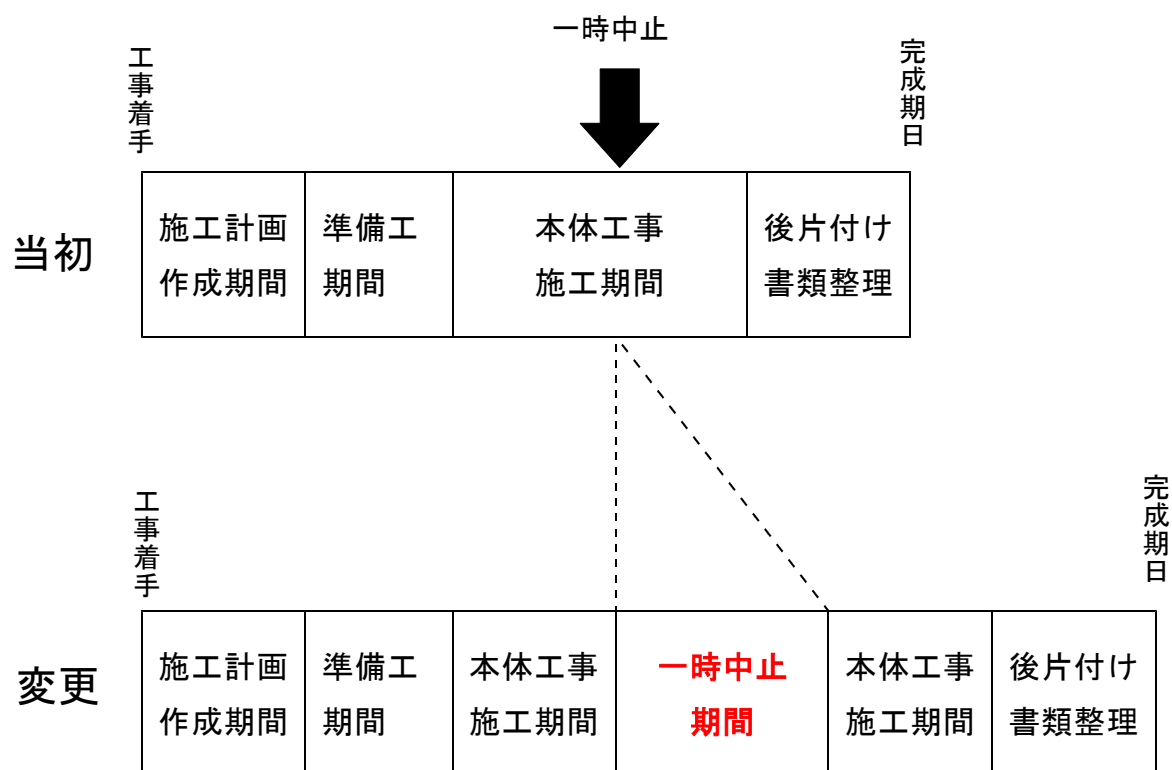 一時中止
工事着手
完成期日
当初
施工計画
作成期間
準備工
期間
本体工事
施工期間
後片付け
書類整理
工事着手
完成期日
変更
施工計画
作成期間
準備工
期間
本体工事
施工期間
一時中止
期間
本体工事
施工期間
後片付け
書類整理